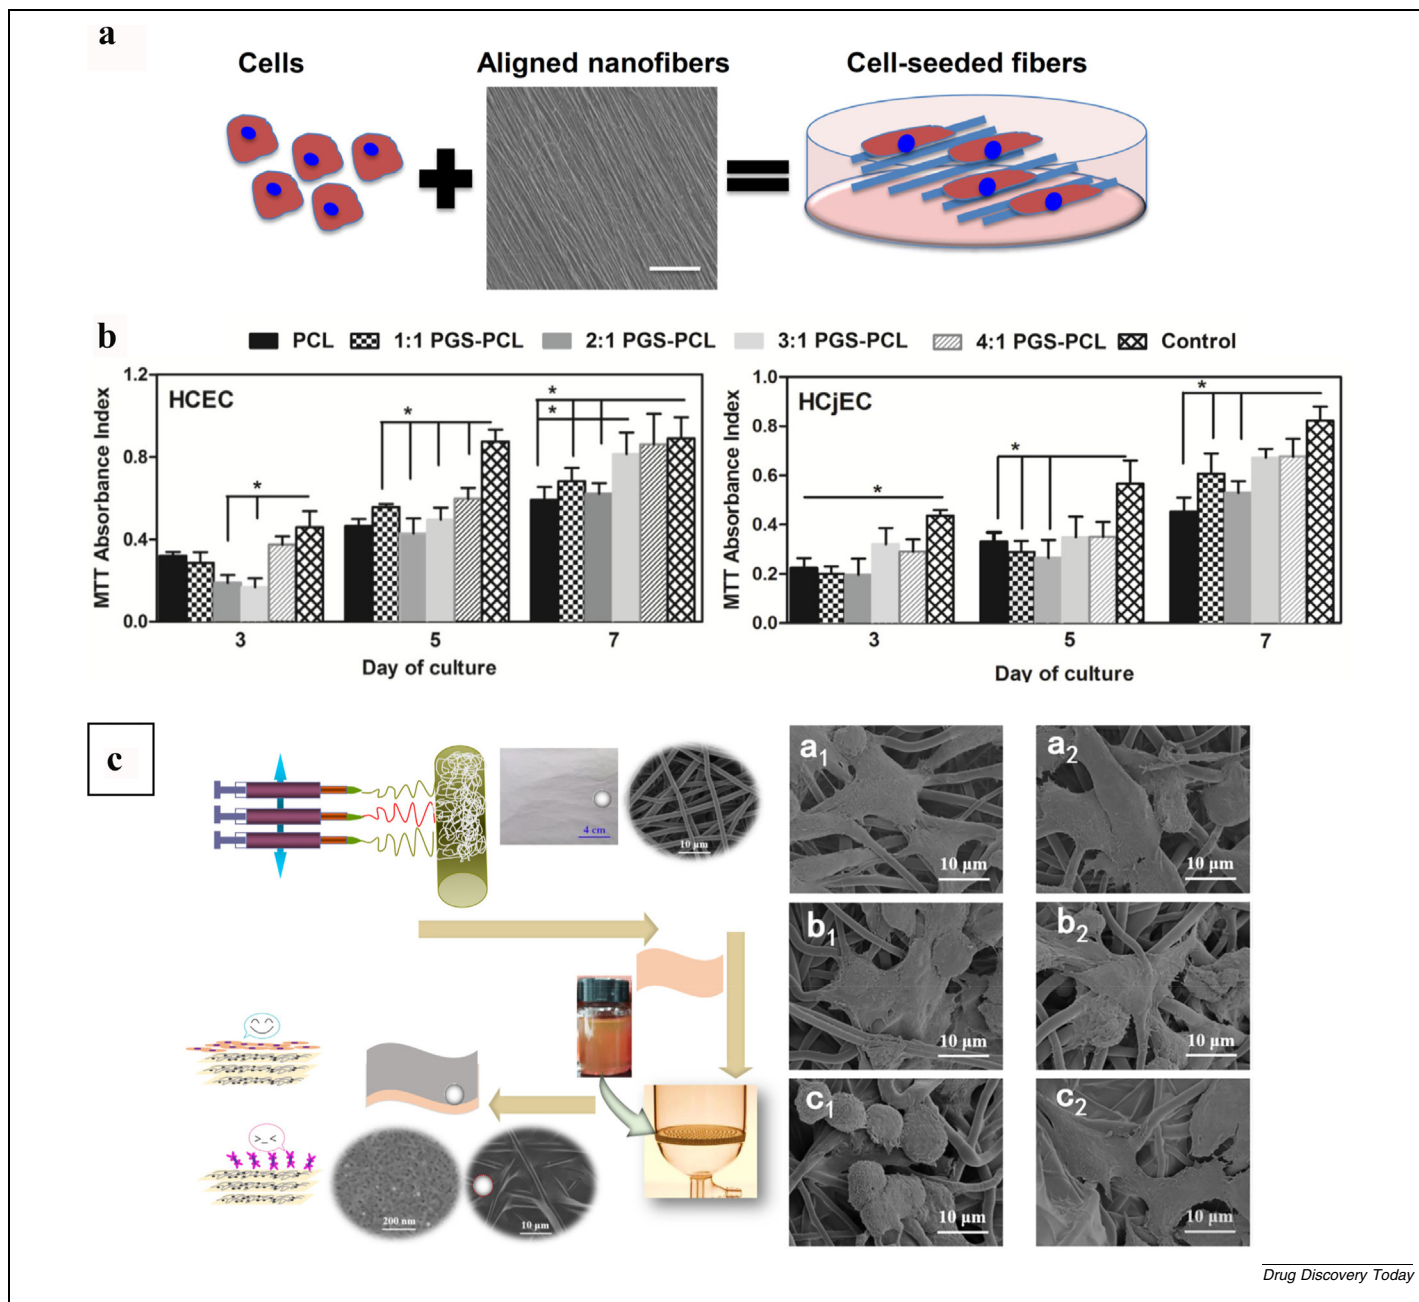 a
Cells
Aligned nanofibers
Cell-seeded fibers
b
PCL
1:1 PGS-PCL
2:1 PGS-PCL
3:1 PGS-PCL
4:1 PGS-PCL
Control
MTT Absorbance Index
1.2
0.8
0.4
0.0
HCEC
*
*
*
*
3
5
7
Day of culture
MTT Absorbance Index
1.0
0.8
0.6
0.4
0.2
0.0
HCjEC
*
*
*
3
5
7
Day of culture
c
4 cm
10 µm
a1
10 µm
a2
10 µm
b1
10 µm
b2
10 µm
>_<
200 nm
10 µm
c1
10 µm
c2
10 µm
Drug Discovery Today